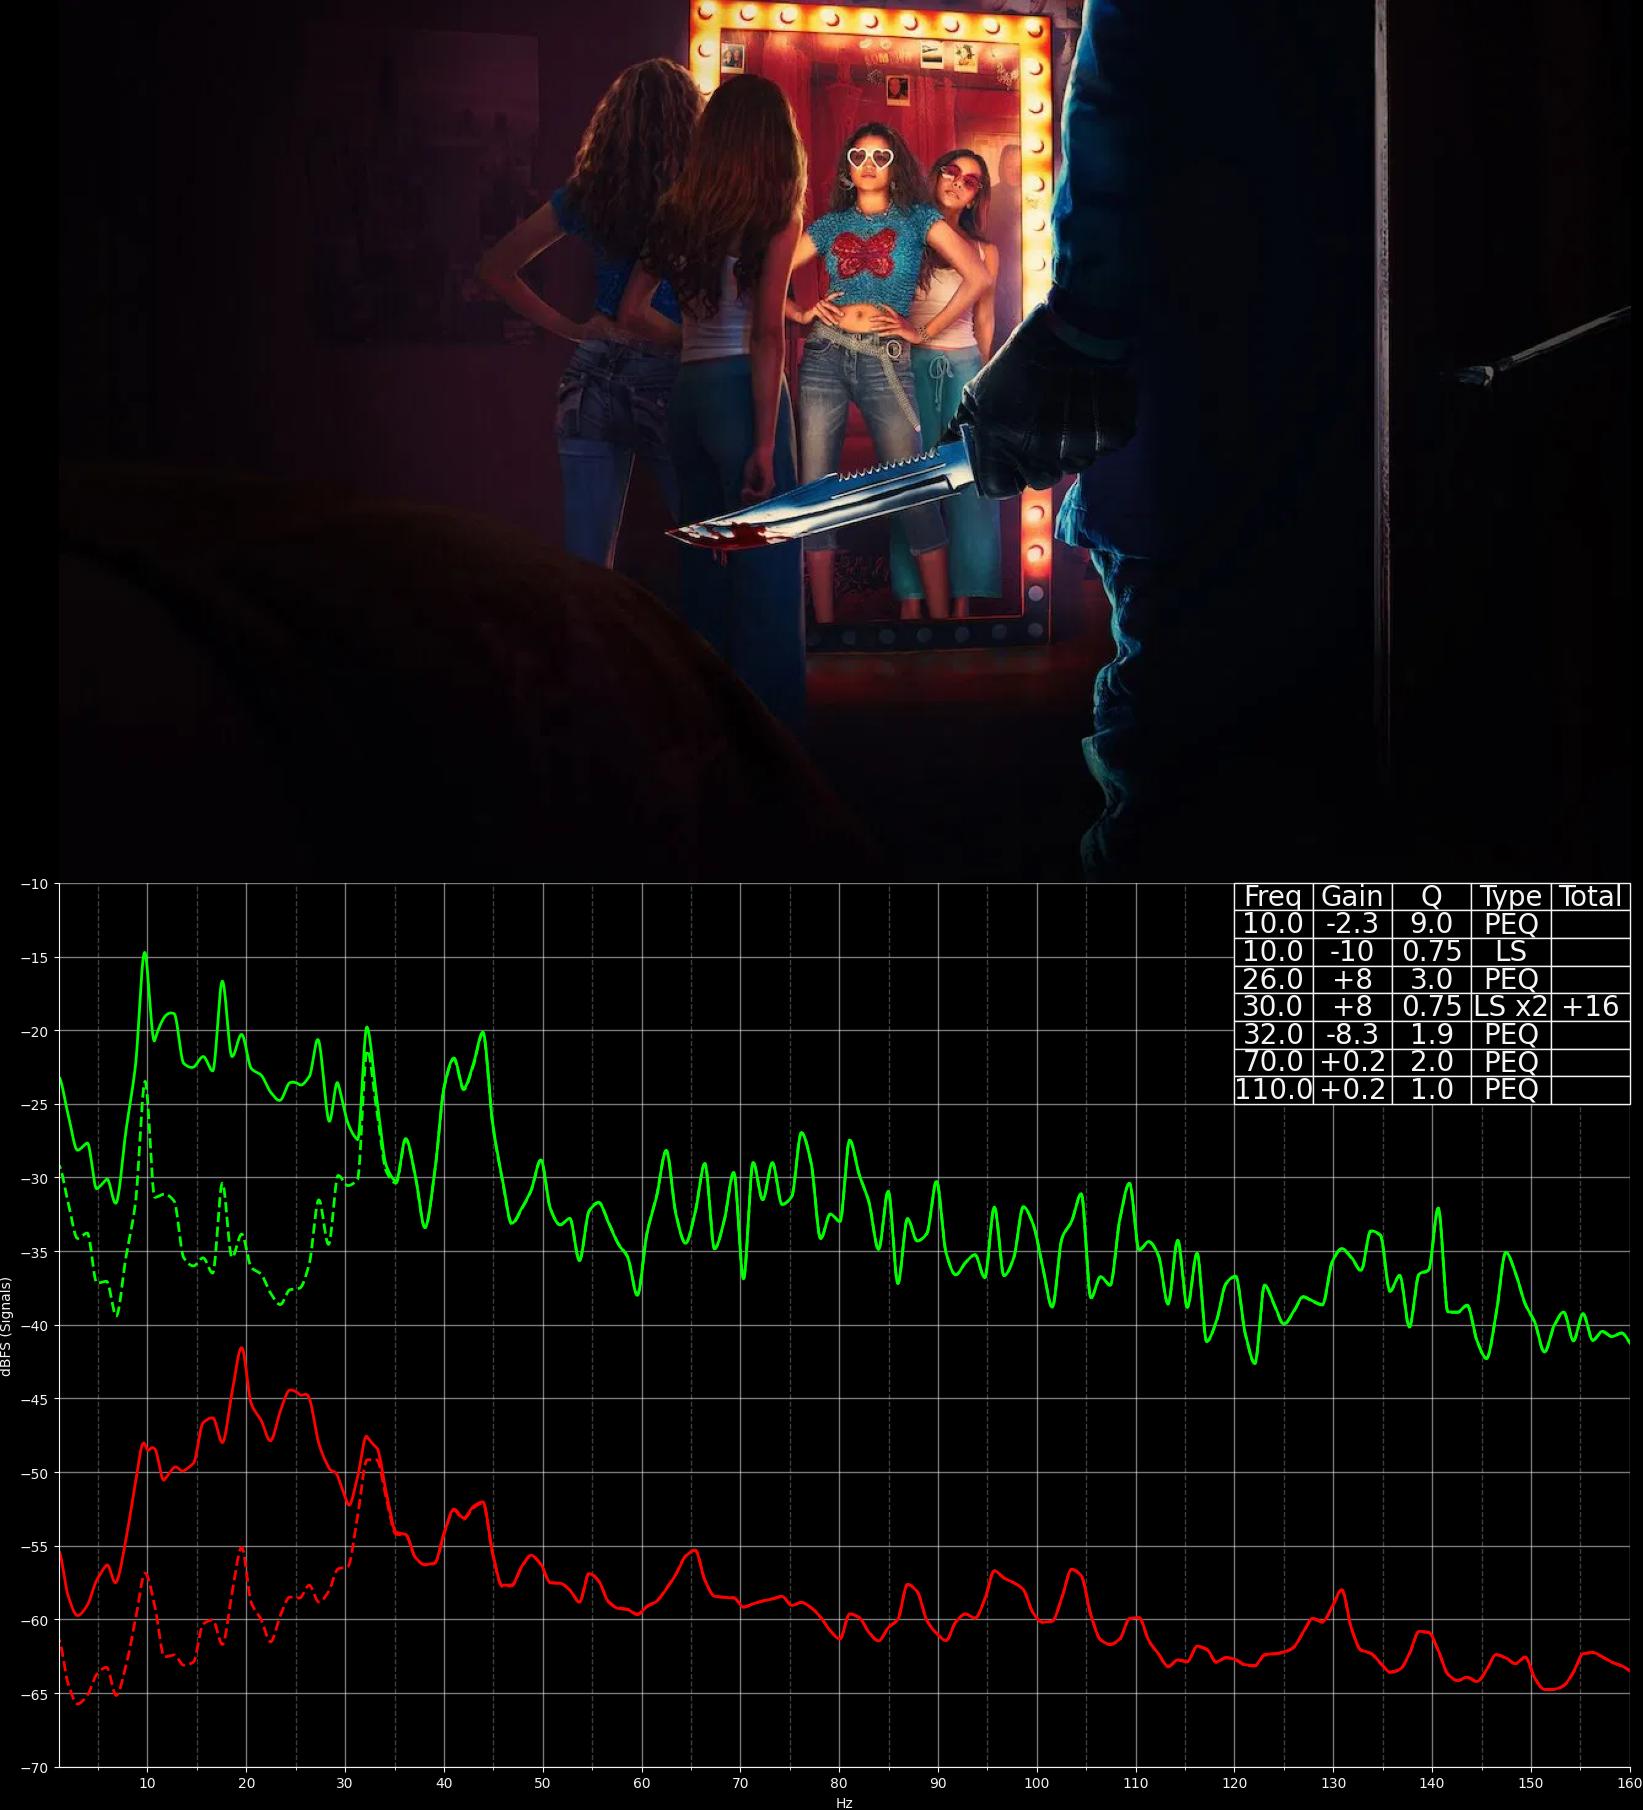 Freq Gain Q Type Total
10.0 -2.3 9.0 PEQ
10.0 -10 0.75 LS
26.0 +8 3.0 PEQ
30.0 +8 0.75 LS x2 +16
32.0 -8.3 1.9 PEQ
70.0 +0.2 2.0 PEQ
110.0 +0.2 1.0 PEQ
−10
−15
−20
−25
−30
−35
−40
−45
−50
−55
−60
−65
−70
dBFS (Signals)
10 20 30 40 50 60 70 80 90 100 110 120 130 140 150 160
Hz